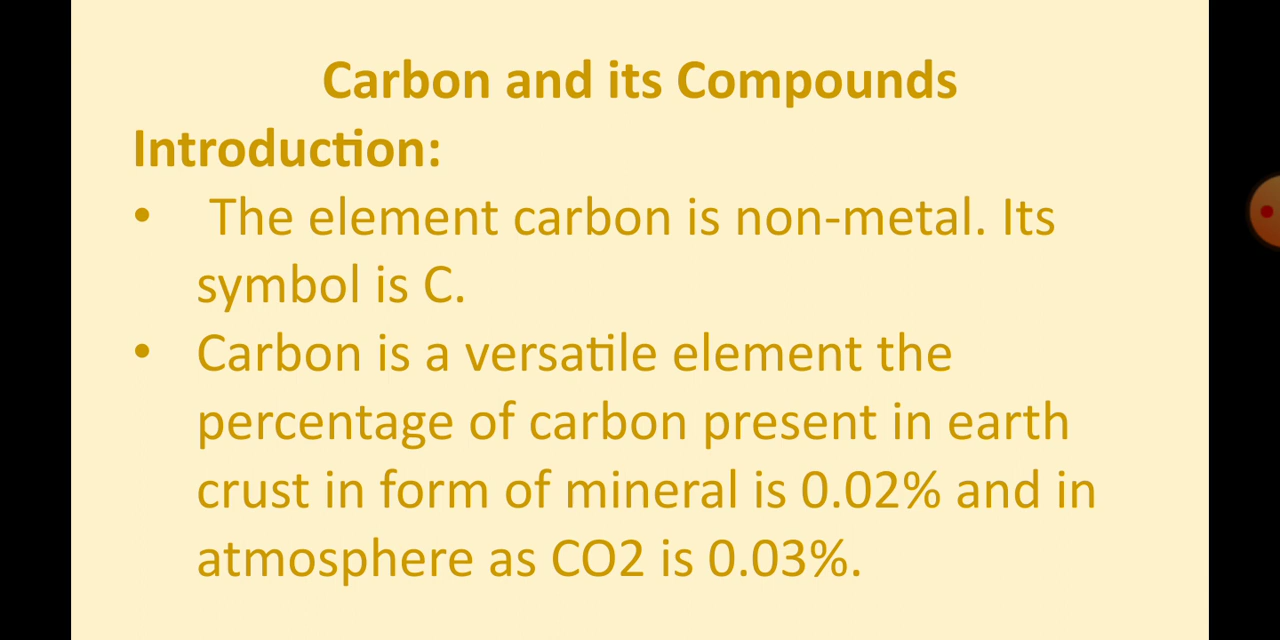 Carbon and its Compounds
Introduction:
• The element carbon is non-metal. Its
symbol is C.
• Carbon is a versatile element the
percentage of carbon present in earth
crust in form of mineral is 0.02% and in
atmosphere as CO2 is 0.03%.